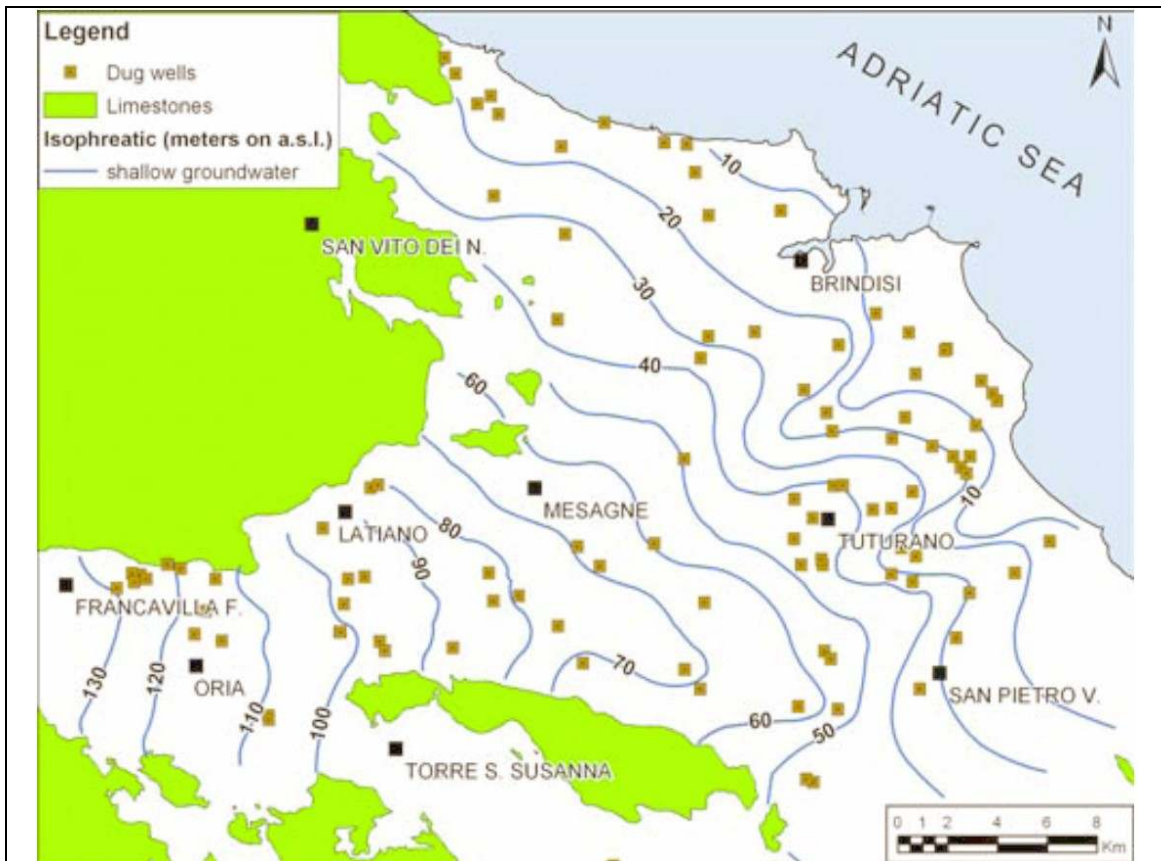 Legend
Dug wells
Limestones
Isophreatic (meters on a.s.l.)
shallow groundwater
N
ADRIATIC SEA
10
20
SAN VITO DEI N.
BRINDISI
30
40
60
MESAGNE
80
LATIANO
10
TUTURANO
90
FRANCAVILLA F.
70
130
120
ORIA
110
100
SAN PIETRO V.
60
50
TORRE S. SUSANNA
0 1 2 4 6 8
Km